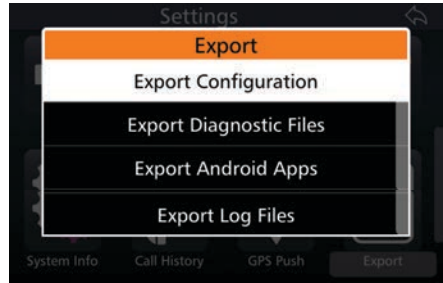 Settings
Export
Export Configuration
Export Diagnostic Files
Export Android Apps
Export Log Files
System Info Call History GPS Push Export